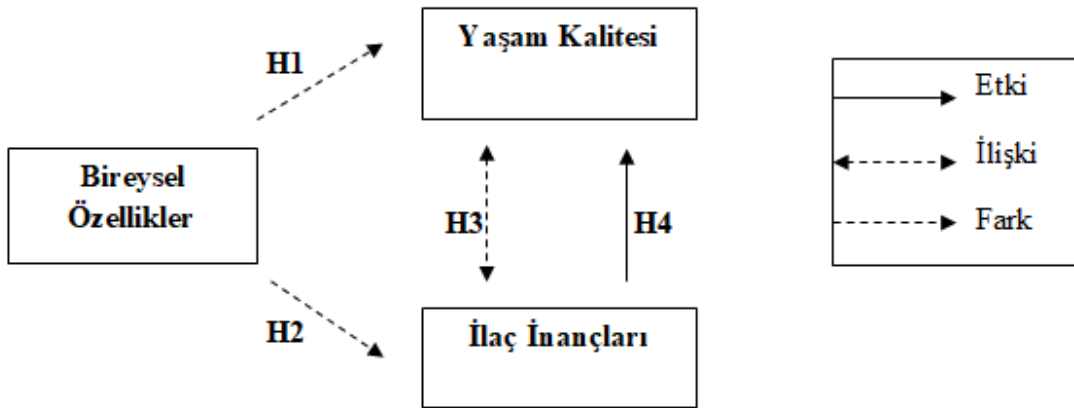 Yaşam Kalitesi
H1
Bireysel
Özellikler
H3
H4
H2
İlaç İnançları
Etki
İlişki
Fark